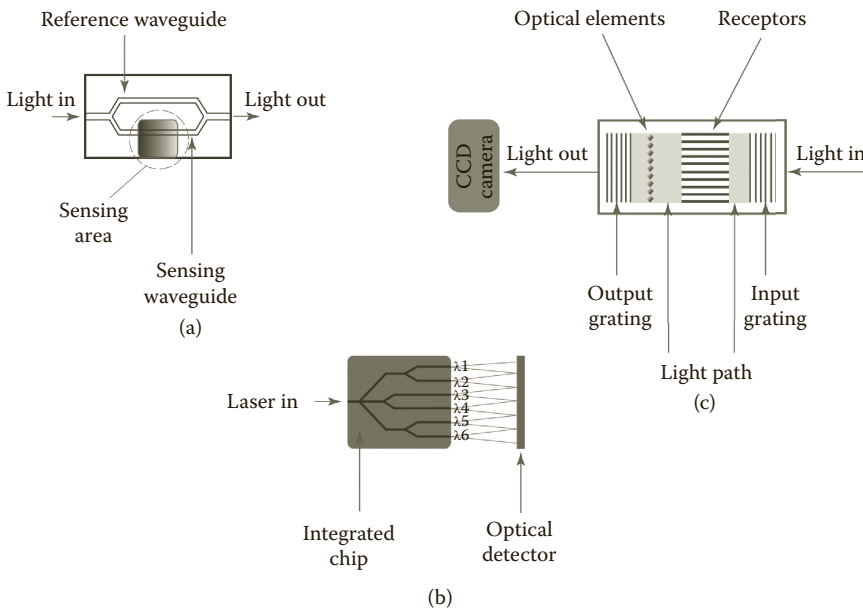 Reference waveguide
Light in
Light out
Sensing
area
Sensing
waveguide
(a)
Optical elements
Receptors
CCD
camera
Light out
Light in
Output
grating
Input
grating
Light path
(c)
Laser in
λ1
λ2
λ3
λ4
λ5
λ6
Integrated
chip
Optical
detector
(b)